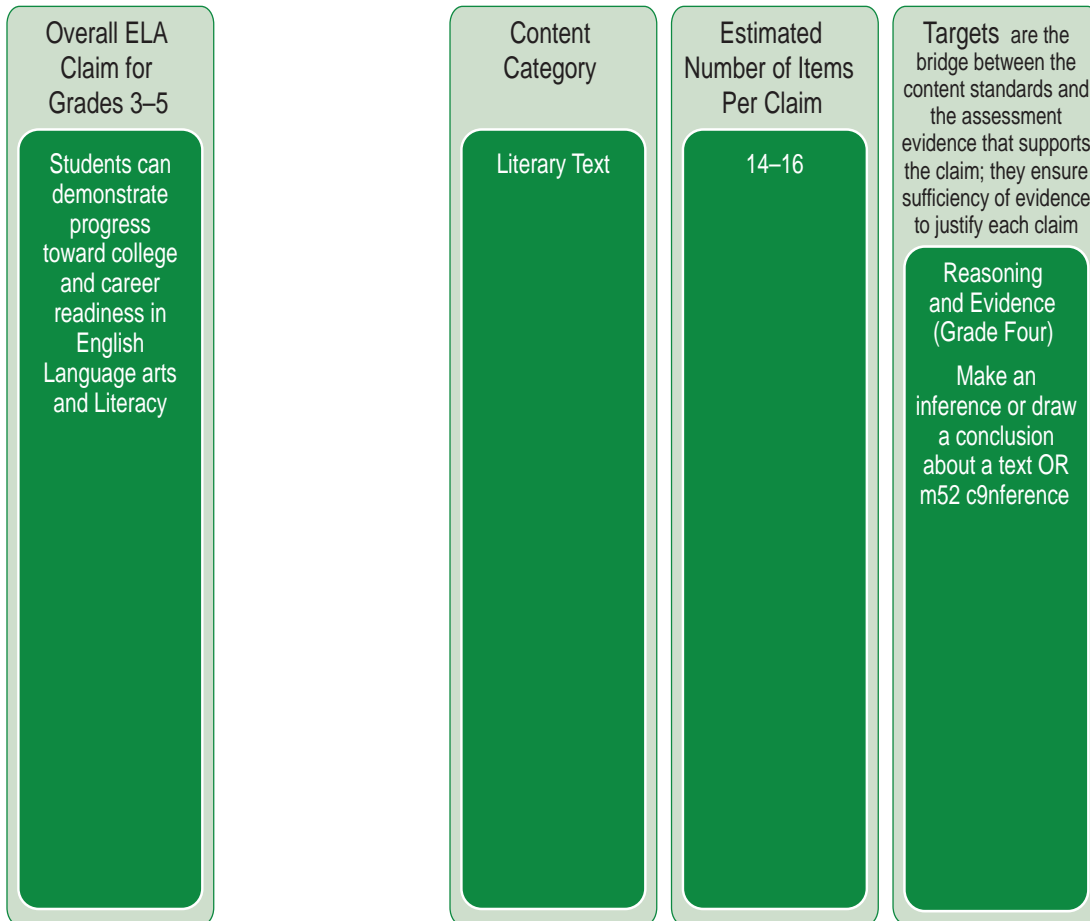 Overall ELA
Claim for
Grades 3–5
Students can
demonstrate
progress
toward college
and career
readiness in
English
Language arts
and Literacy
Content
Category
Literary Text
Estimated
Number of Items
Per Claim
14–16
Targets are the
bridge between the
content standards and
the assessment
evidence that supports
the claim; they ensure
sufficiency of evidence
to justify each claim
Reasoning
and Evidence
(Grade Four)
Make an
inference or draw
a conclusion
about a text OR
m52 c9nference